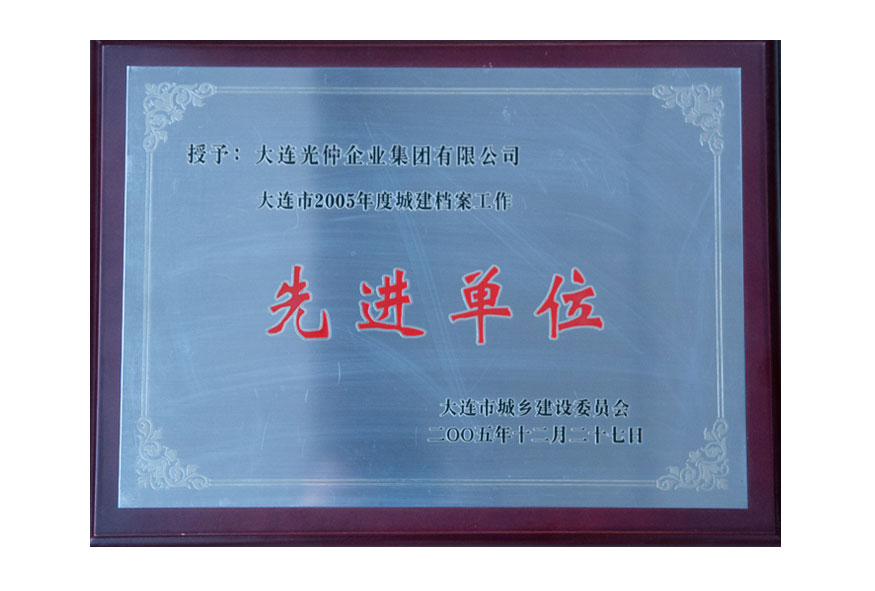 授予：大连光仲企业集团有限公司
大连市2005年度城建档案工作
先进单位
大连市城乡建设委员会
二〇〇五年十二月二十七日